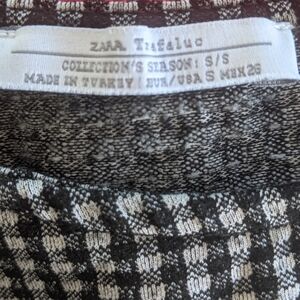 ZARA Trafaluc
COLLECTION'S SEASON: S/S
MADE IN TURKEY | EUR/USA S MEX 26